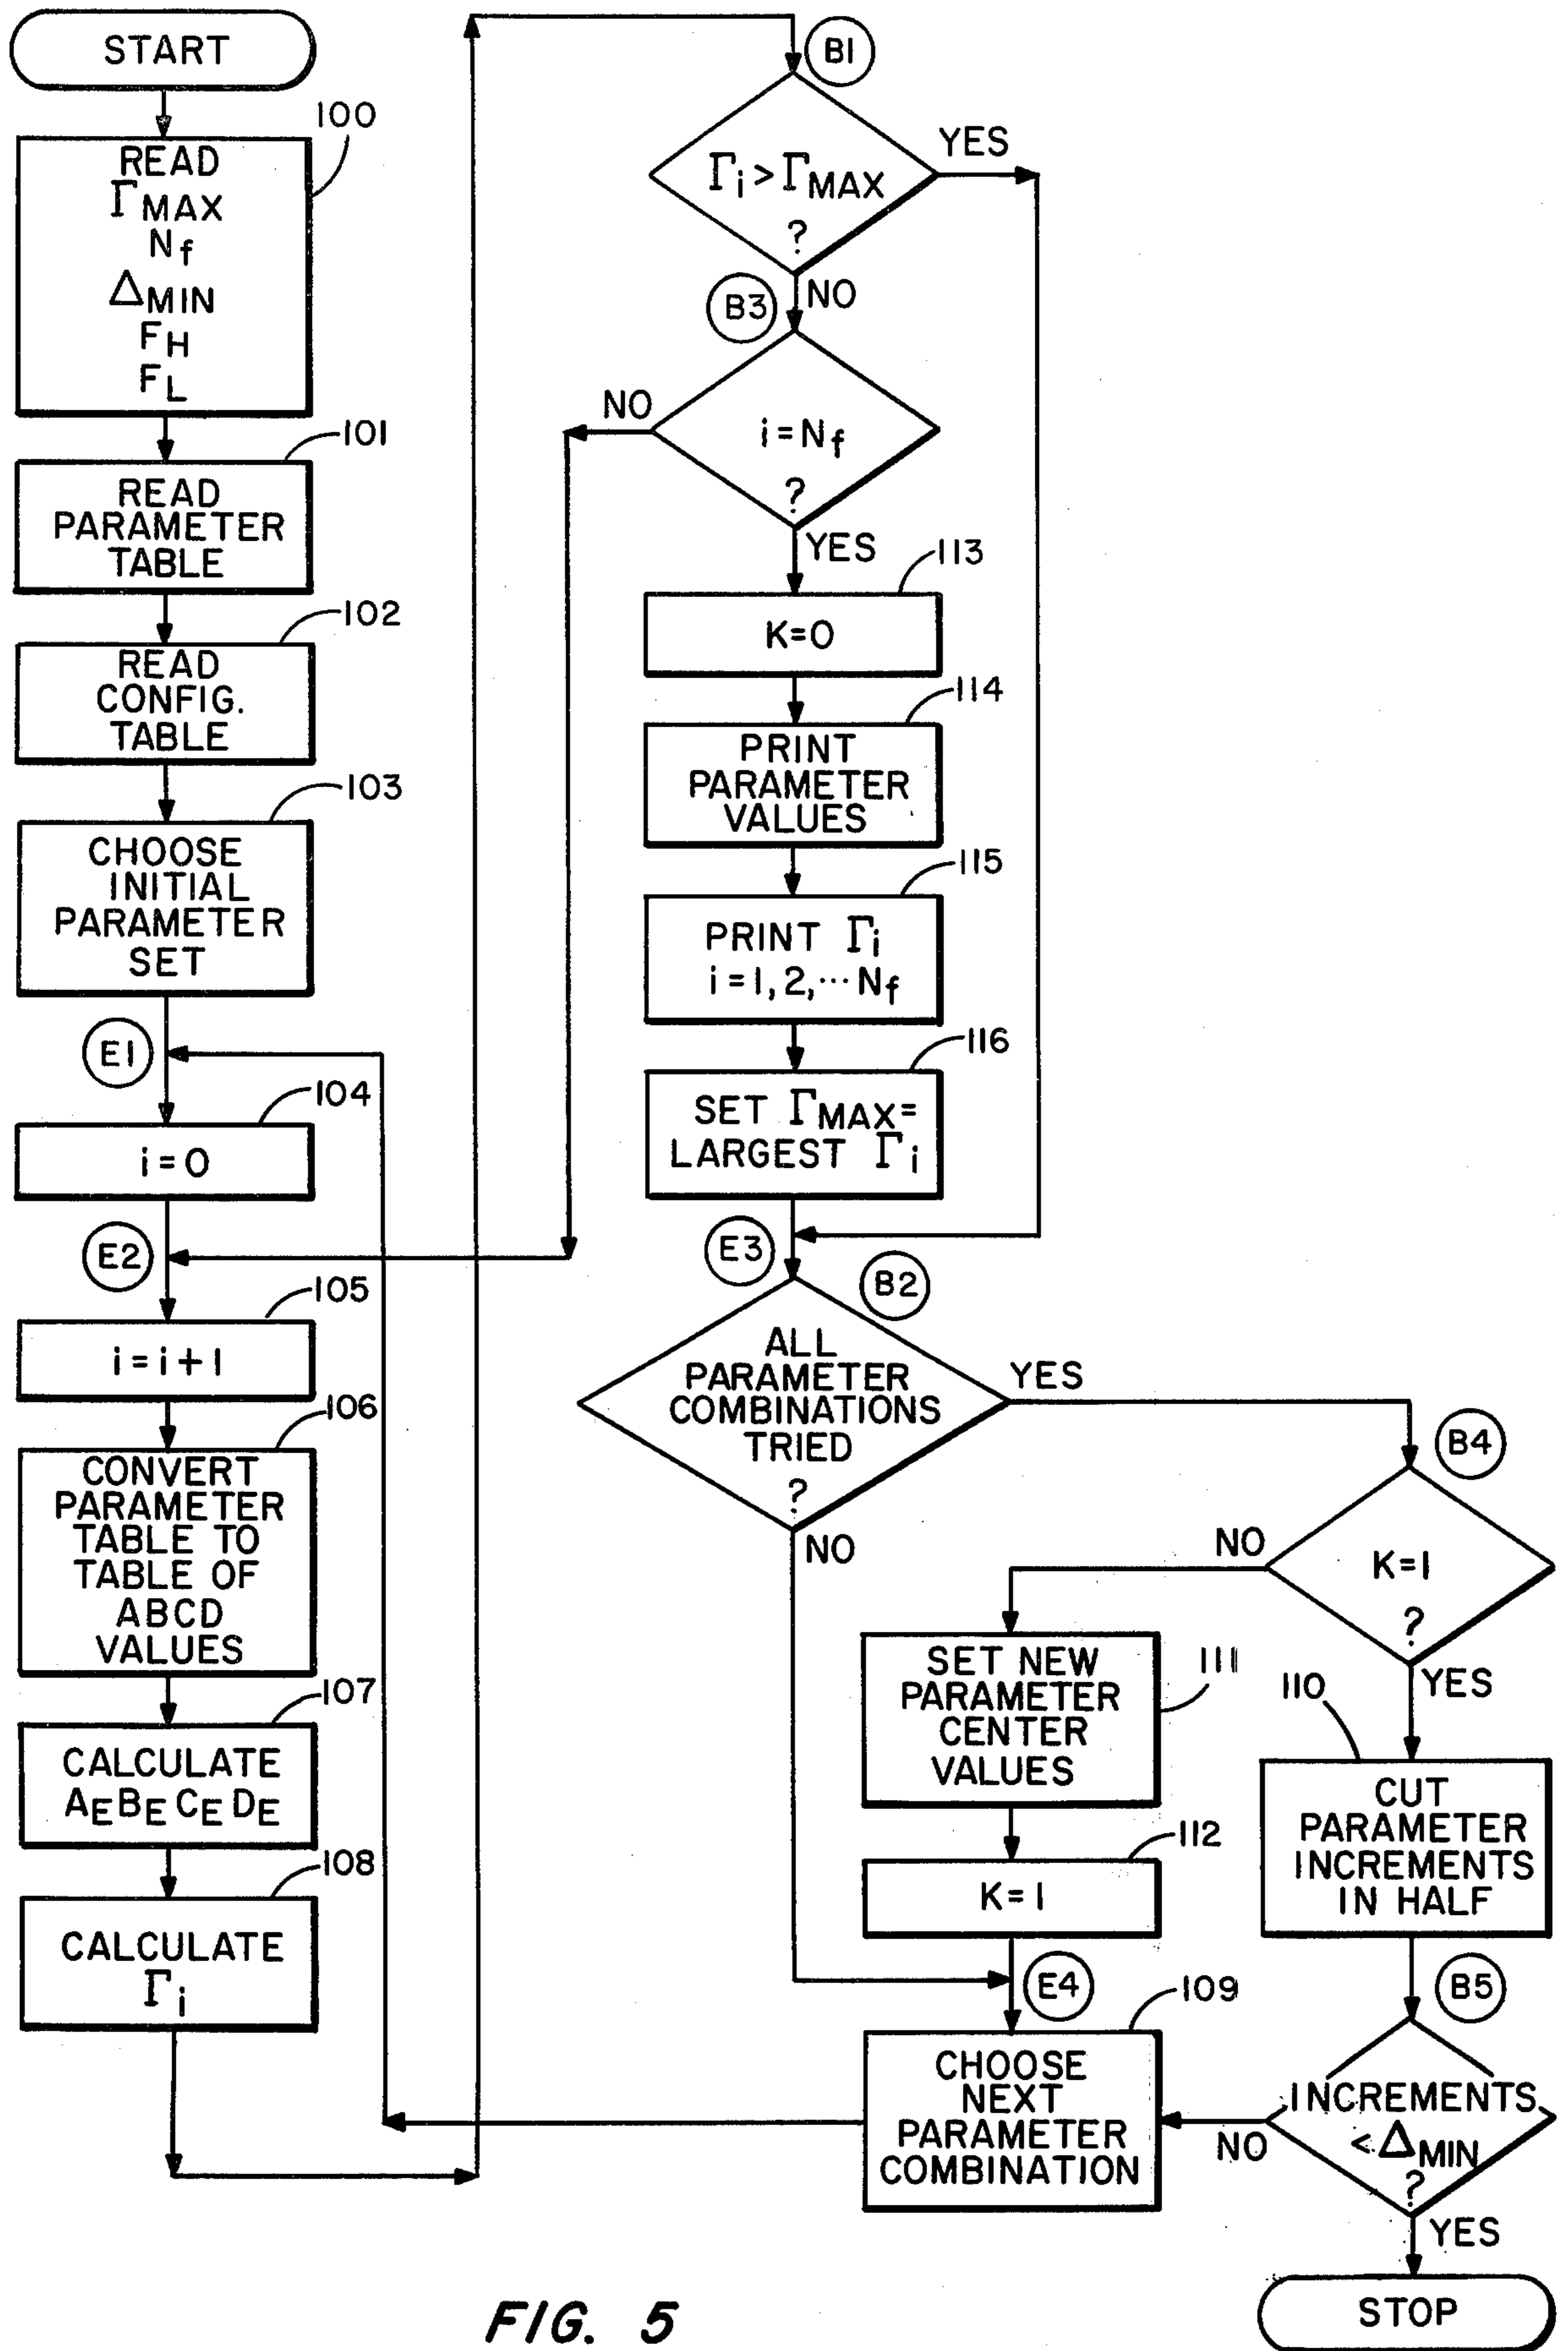 START
100
READ
ΓMAX
Nf
ΔMIN
FH
FL
101
READ
PARAMETER
TABLE
102
READ
CONFIG.
TABLE
103
CHOOSE
INITIAL
PARAMETER
SET
E1
104
i=0
E2
105
i=i+1
106
CONVERT
PARAMETER
TABLE TO
TABLE OF
ABCD
VALUES
107
CALCULATE
AE BE CE DE
108
CALCULATE
Γi
B1
Γi>ΓMAX
?
YES
NO
B3
i=Nf
?
NO
YES
113
K=0
114
PRINT
PARAMETER
VALUES
115
PRINT Γi
i=1,2,···Nf
116
SET ΓMAX=
LARGEST Γi
E3
B2
ALL
PARAMETER
COMBINATIONS
TRIED
?
YES
NO
B4
K=1
?
NO
YES
111
SET NEW
PARAMETER
CENTER
VALUES
112
K=1
E4
109
CHOOSE
NEXT
PARAMETER
COMBINATION
110
CUT
PARAMETER
INCREMENTS
IN HALF
B5
INCREMENTS
<ΔMIN
?
NO
YES
STOP
FIG. 5